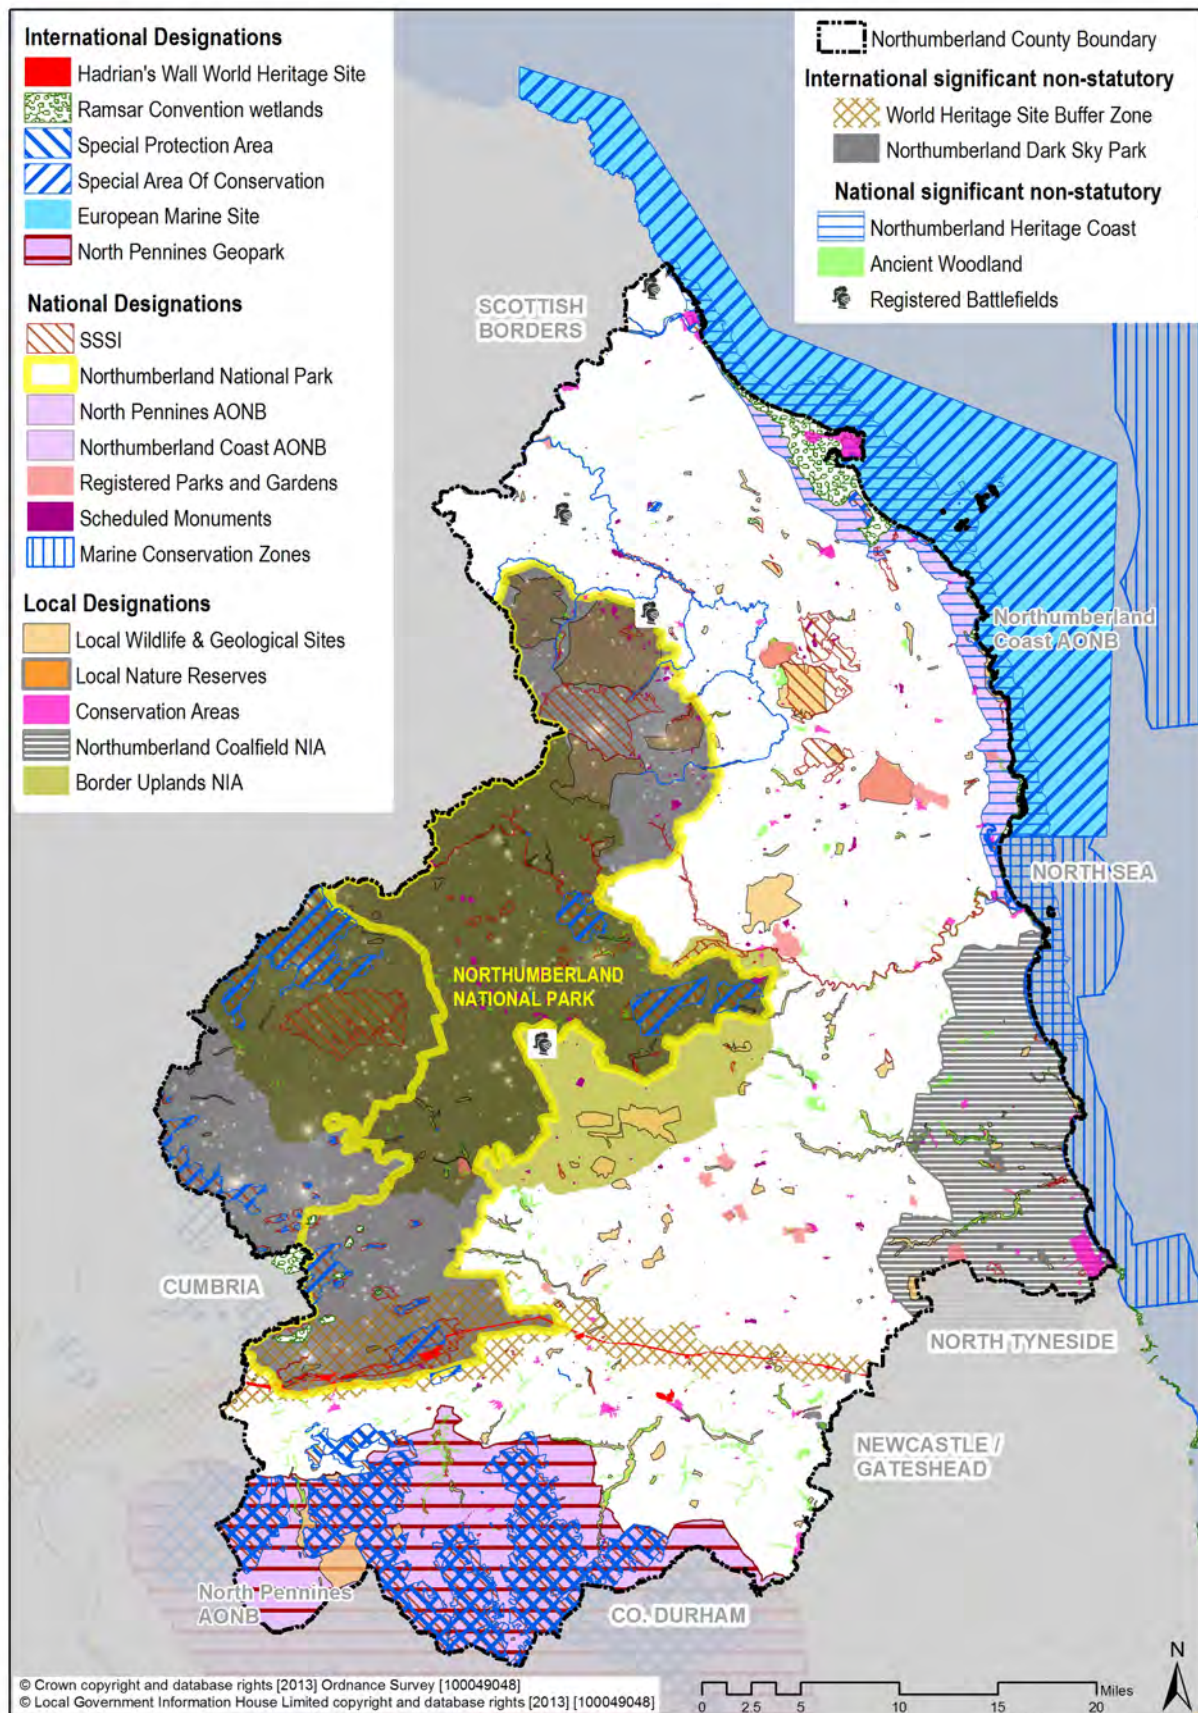 International Designations
Hadrian's Wall World Heritage Site
Ramsar Convention wetlands
Special Protection Area
Special Area Of Conservation
European Marine Site
North Pennines Geopark
National Designations
SSSI
Northumberland National Park
North Pennines AONB
Northumberland Coast AONB
Registered Parks and Gardens
Scheduled Monuments
Marine Conservation Zones
Local Designations
Local Wildlife & Geological Sites
Local Nature Reserves
Conservation Areas
Northumberland Coalfield NIA
Border Uplands NIA
Northumberland County Boundary
International significant non-statutory
World Heritage Site Buffer Zone
Northumberland Dark Sky Park
National significant non-statutory
Northumberland Heritage Coast
Ancient Woodland
Registered Battlefields
SCOTTISH
BORDERS
Northumberland
Coast AONB
NORTH SEA
NORTHUMBERLAND
NATIONAL PARK
CUMBRIA
NORTH TYNESIDE
NEWCASTLE /
GATESHEAD
North Pennines
AONB
CO. DURHAM
N
Miles
0 2.5 5 10 15 20
© Crown copyright and database rights [2013] Ordnance Survey [100049048]
© Local Government Information House Limited copyright and database rights [2013] [100049048]